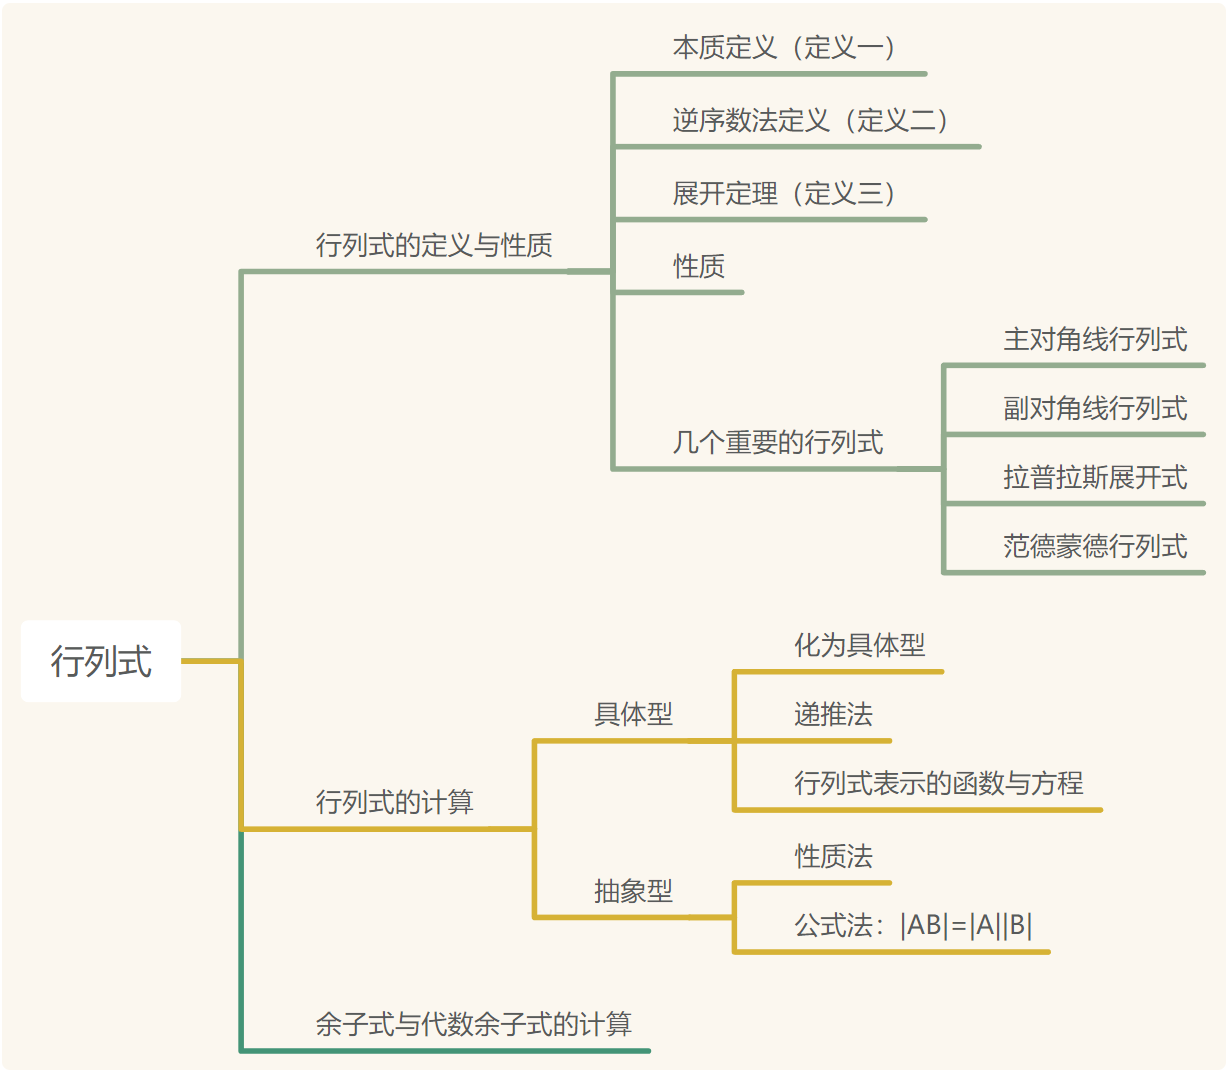 行列式
行列式的定义与性质
本质定义（定义一）
逆序数法定义（定义二）
展开定理（定义三）
性质
几个重要的行列式
主对角线行列式
副对角线行列式
拉普拉斯展开式
范德蒙德行列式
行列式的计算
具体型
化为具体型
递推法
行列式表示的函数与方程
抽象型
性质法
公式法：|AB|=|A||B|
余子式与代数余子式的计算